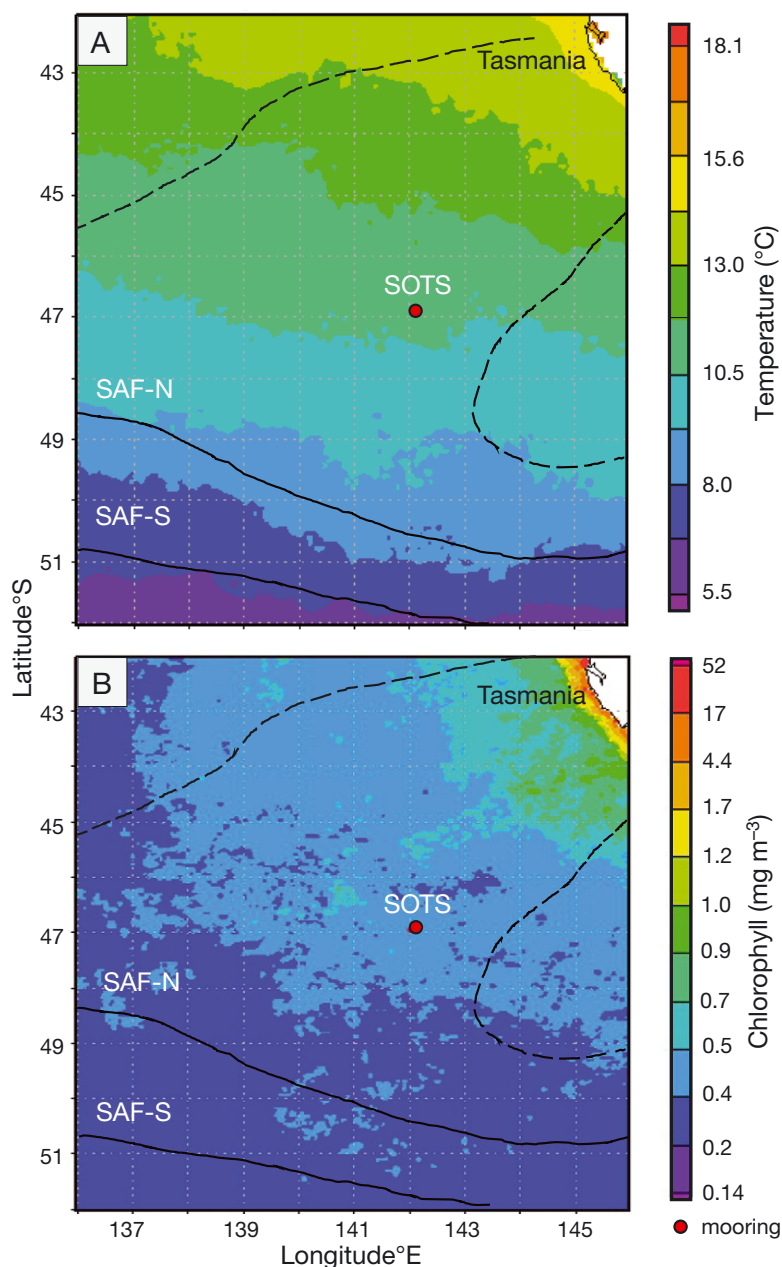 A
Tasmania
43
45
47
49
51
SOTS
SAF-N
SAF-S
18.1
15.6
13.0
10.5
8.0
5.5
Temperature (°C)
Latitude°S
B
Tasmania
43
45
47
49
51
SOTS
SAF-N
SAF-S
52
17
4.4
1.7
1.2
1.0
0.9
0.7
0.5
0.4
0.2
0.14
Chlorophyll (mg m⁻³)
mooring
137 139 141 143 145
Longitude°E